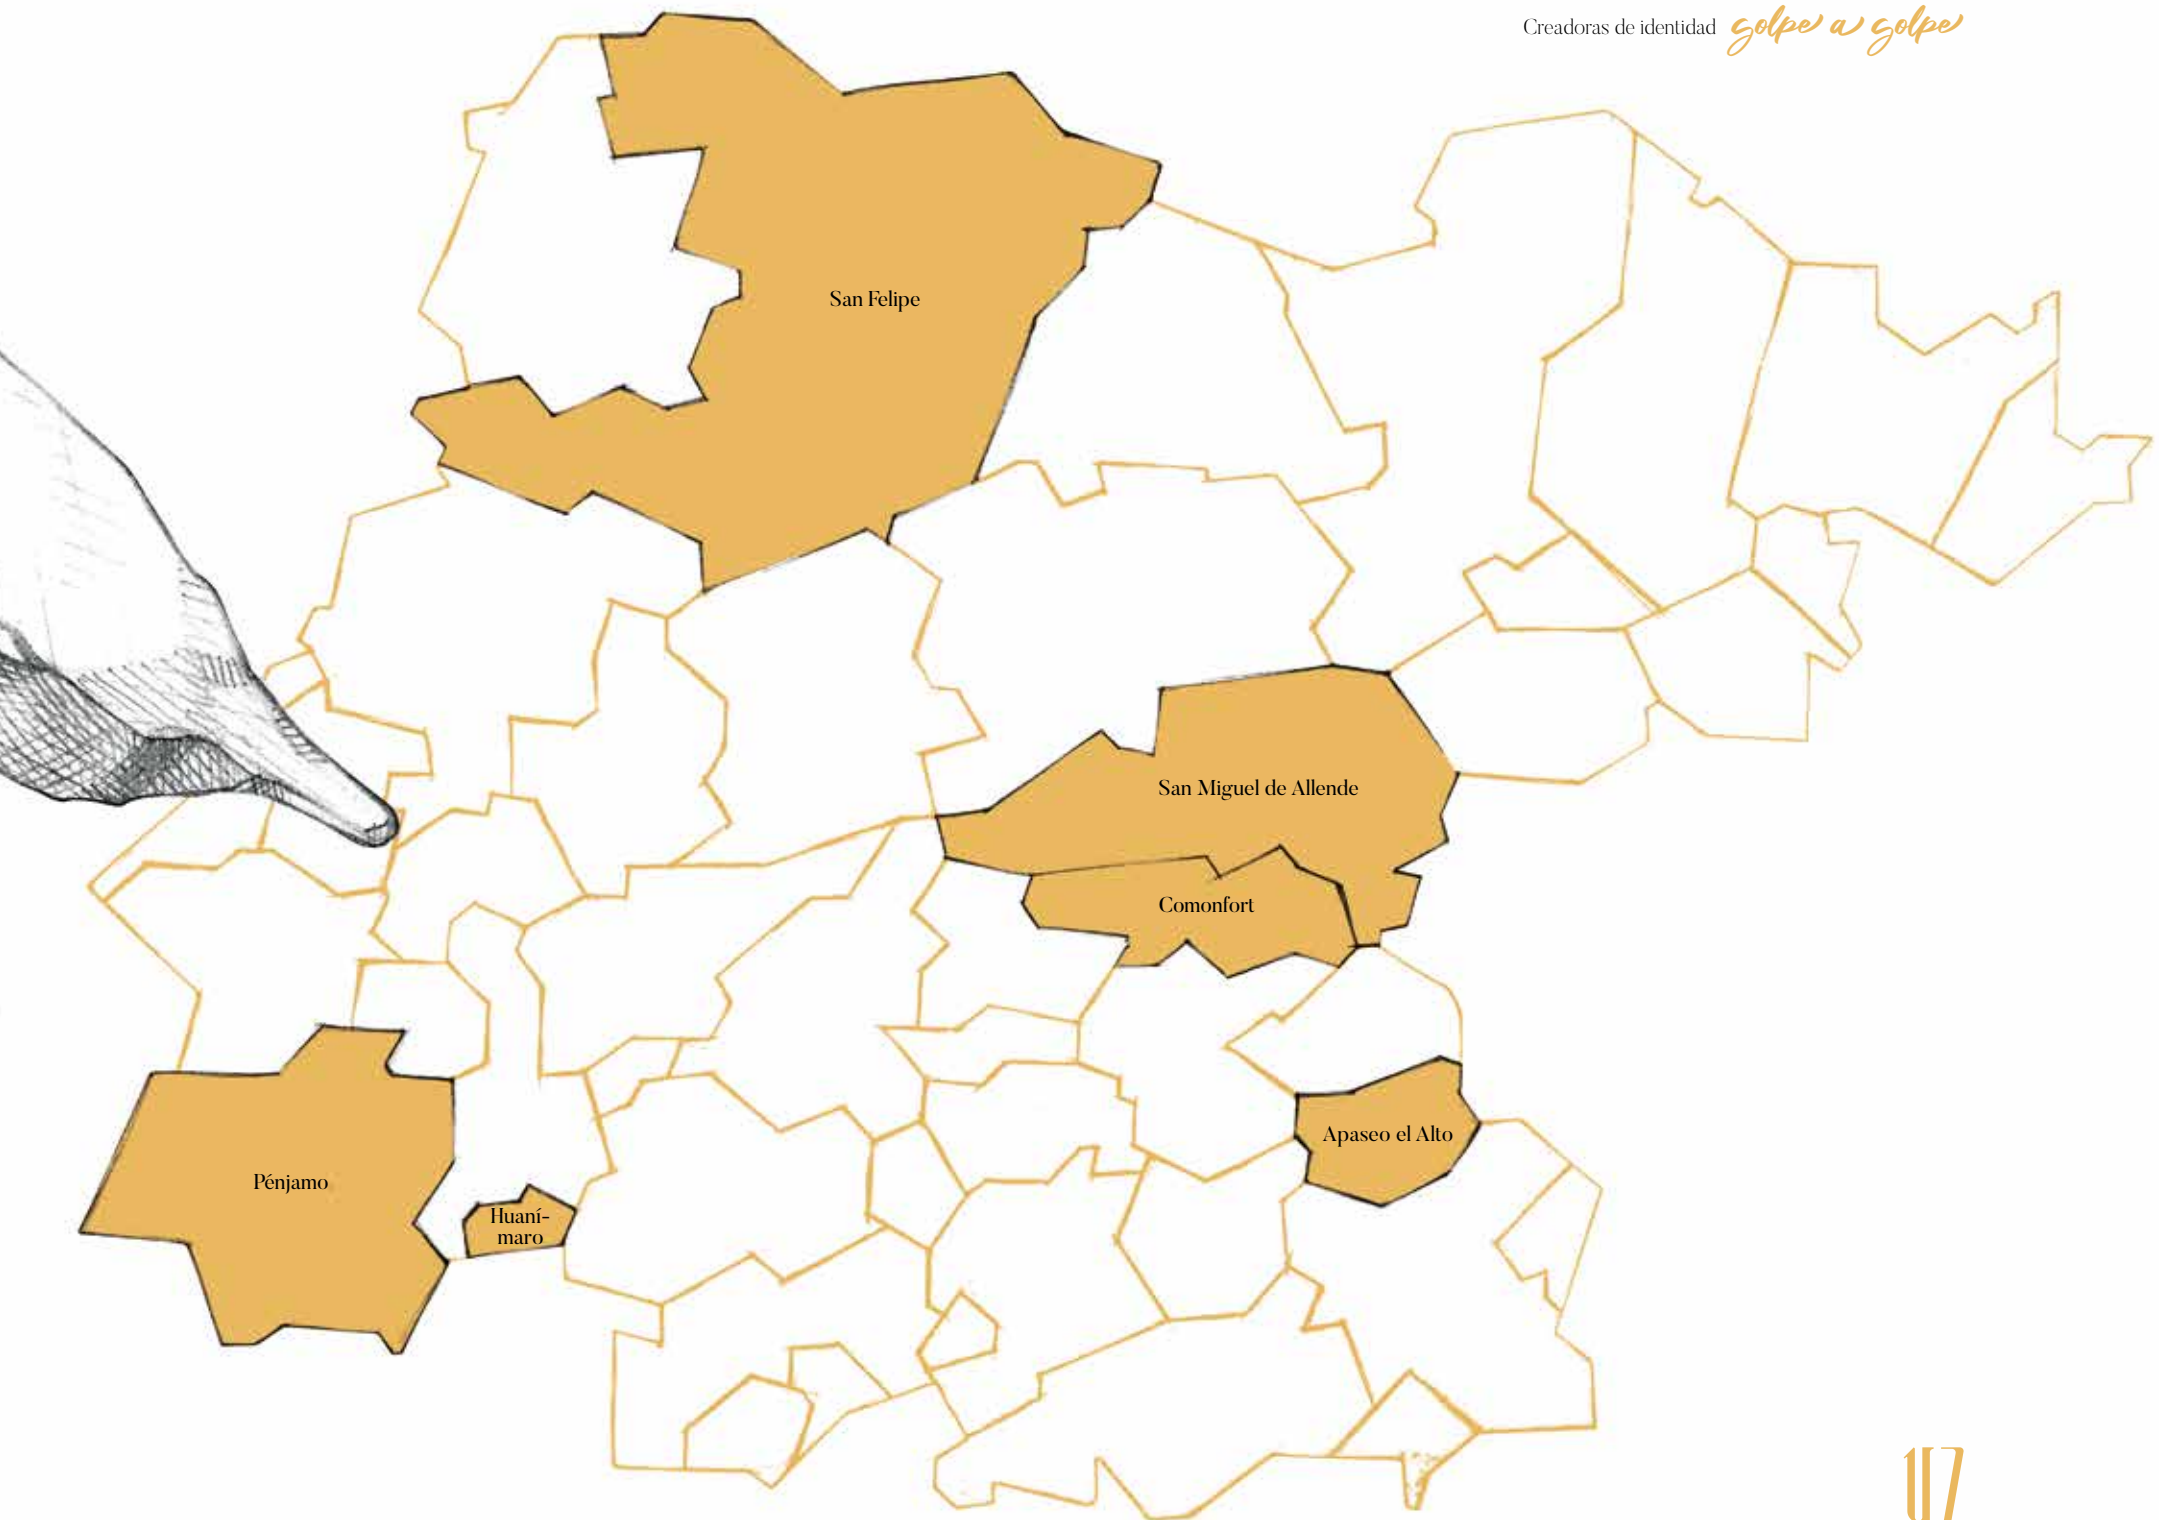 Creadoras de identidad golpe a golpe
San Felipe
San Miguel de Allende
Comonfort
Apaseo el Alto
Pénjamo
Huaní-
maro
117